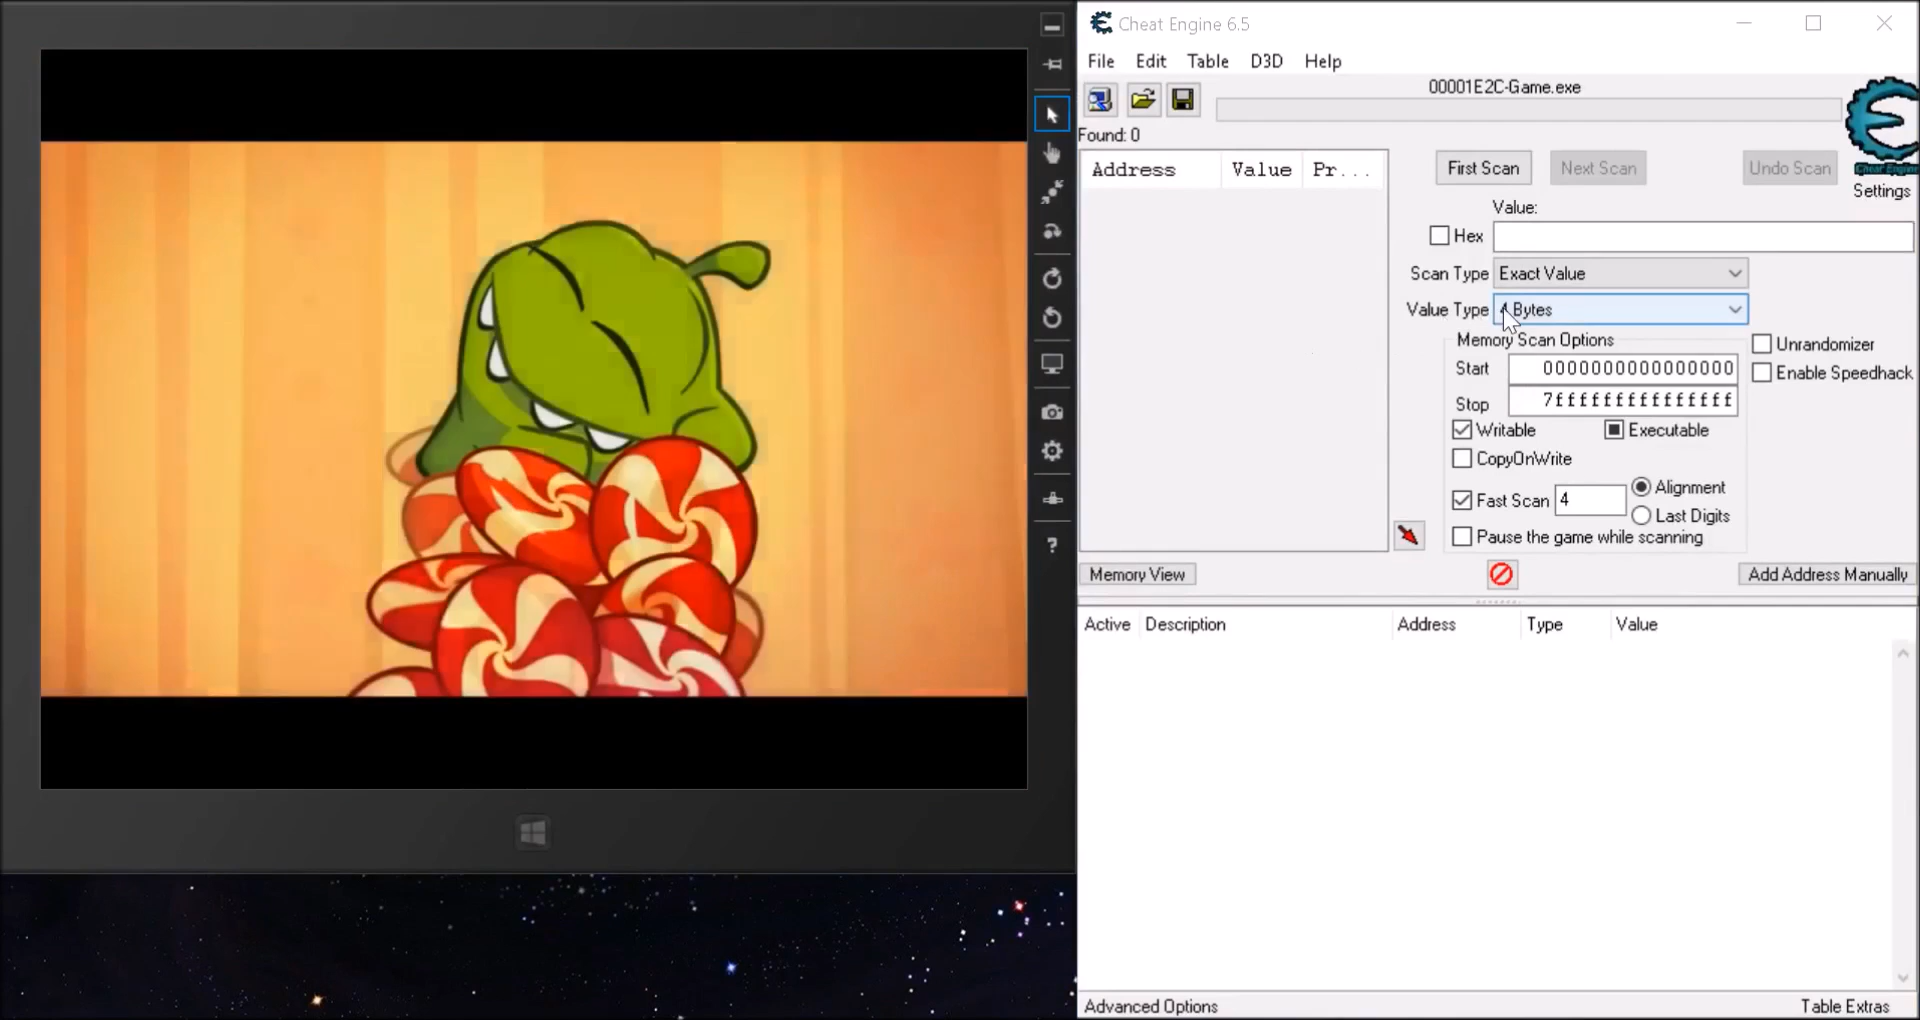 Cheat Engine 6.5
File Edit Table D3D Help
00001E2C-Game.exe
Found: 0
Address Value Pr...
First Scan Next Scan Undo Scan
Cheat Engine
Settings
Value:
Hex
Scan Type Exact Value
Value Type 4 Bytes
Memory Scan Options
Start 0000000000000000
Stop 7fffffffffffffff
Unrandomizer
Enable Speedhack
Writable Executable
CopyOnWrite
Fast Scan 4 Alignment
Last Digits
Pause the game while scanning
Memory View Add Address Manually
Active Description Address Type Value
Advanced Options Table Extras
?